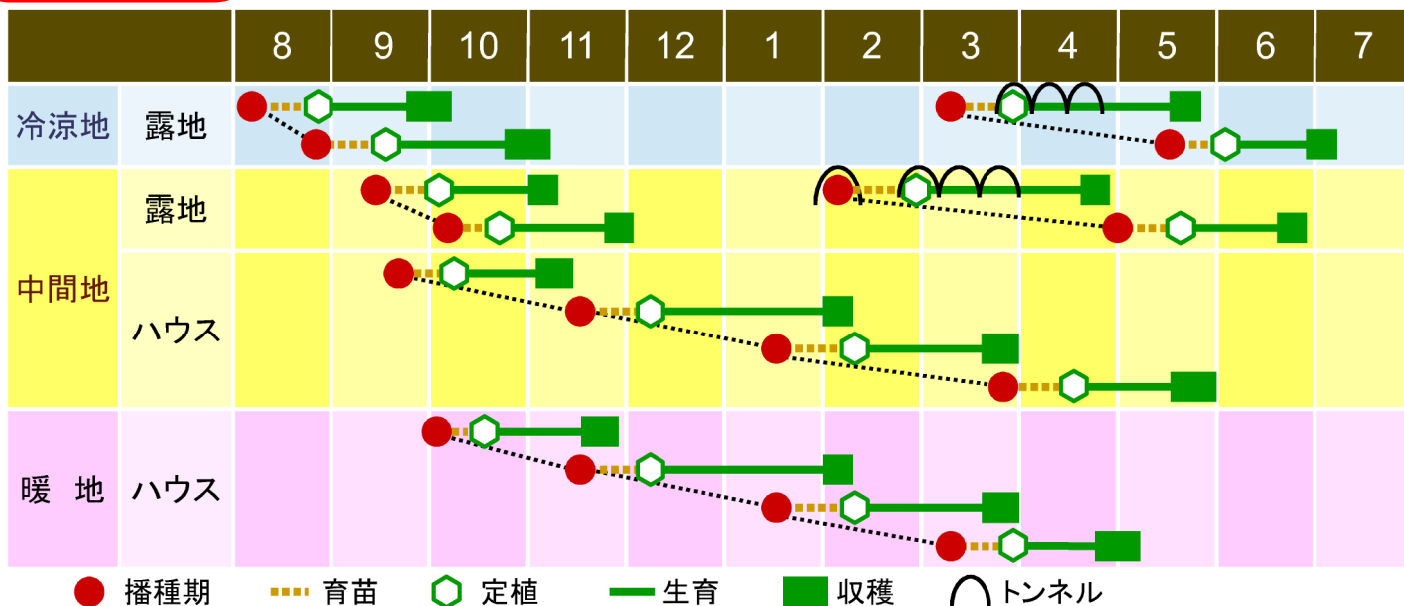 8 9 10 11 12 1 2 3 4 5 6 7
冷涼地 露地
中間地 露地
ハウス
暖 地 ハウス
播種期 育苗 定植 生育 収穫 トンネル